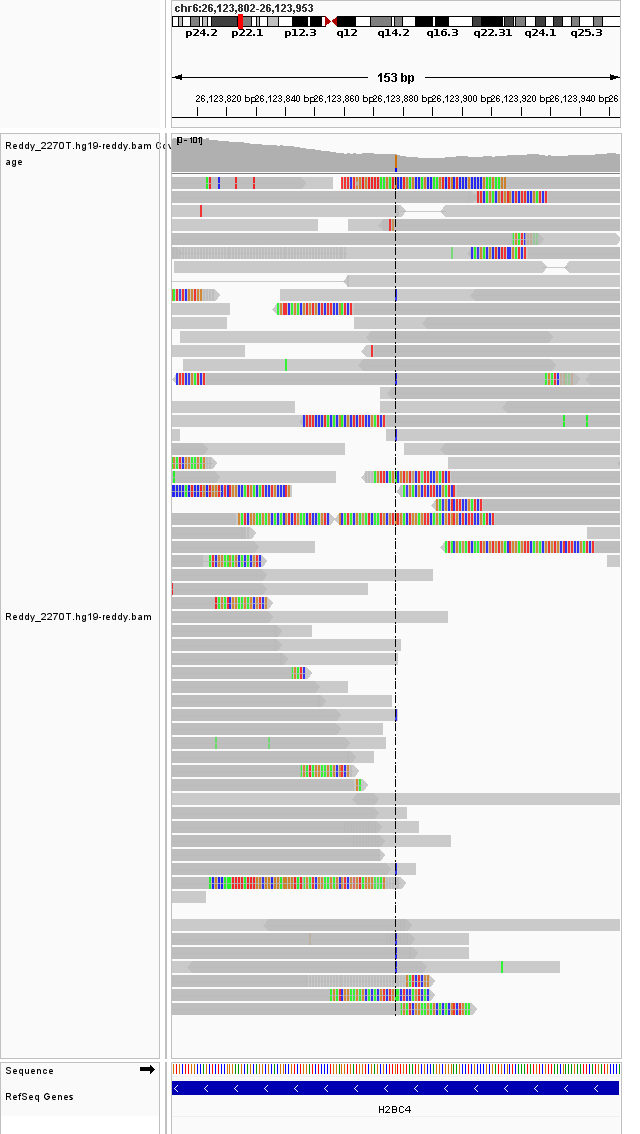 chr6:26,123,802-26,123,953
p24.2 p22.1 p12.3 q12 q14.2 q16.3 q22.31 q24.1 q25.3
153 bp
26,123,820 bp 26,123,840 bp 26,123,860 bp 26,123,880 bp 26,123,900 bp 26,123,920 bp 26,123,940 bp 26
Reddy_2270T.hg19-reddy.bam Cov
age
[0 - 101]
Reddy_2270T.hg19-reddy.bam
Sequence
RefSeq Genes
H2BC4